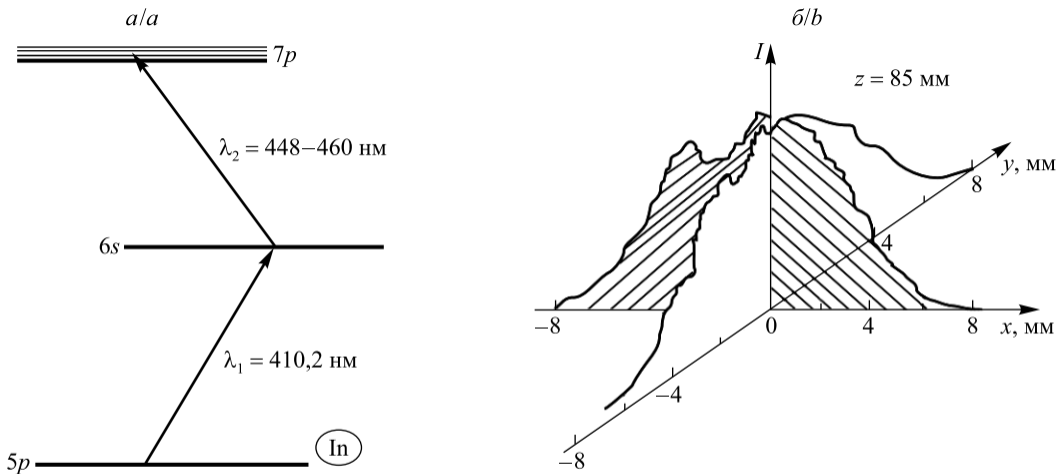 а/a
7p
λ₂ = 448–460 нм
6s
λ₁ = 410,2 нм
5p
In
б/b
I
z = 85 мм
y, мм
8
4
–8
0
4
8
x, мм
–4
–8